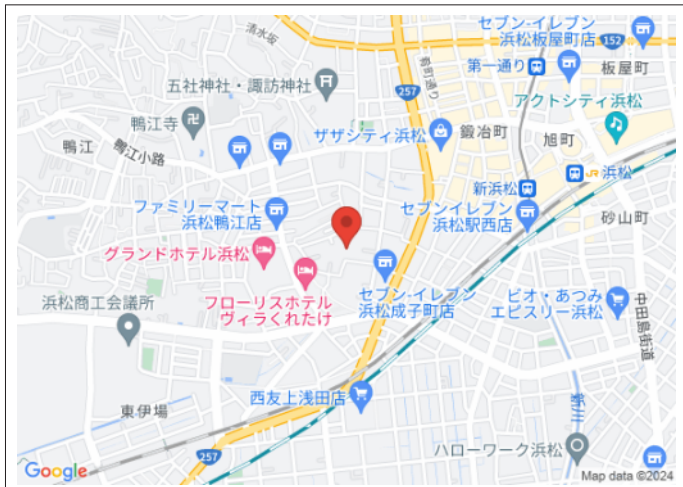 清水坂
セブン-イレブン
浜松板屋町店
152
第一通り
板屋町
五社神社・諏訪神社
257
有町通り
アクトシティ浜松
鴨江寺
ザザシティ浜松
鍛冶町
旭町
鴨江
鴨江小路
JR 浜松
新浜松
ファミリーマート
浜松鴨江店
セブンイレブン
浜松駅西店
砂山町
グランドホテル浜松
セブン-イレブン
浜松成子町店
ビオ・あつみ
エピスリー浜松
浜松商工会議所
フローリスホテル
ヴィラくれたけ
中田島街道
西友上浅田店
東伊場
新川
ハローワーク浜松
257
Google
Map data ©2024